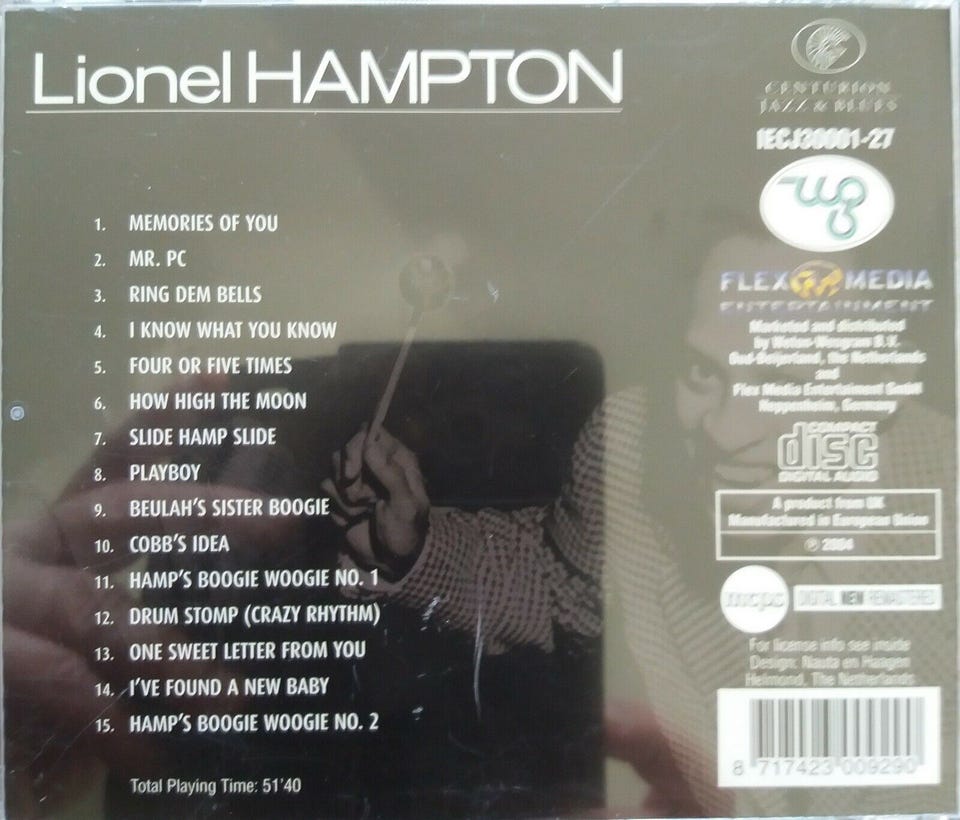 Lionel HAMPTON
1. MEMORIES OF YOU
2. MR. PC
3. RING DEM BELLS
4. I KNOW WHAT YOU KNOW
5. FOUR OR FIVE TIMES
6. HOW HIGH THE MOON
7. SLIDE HAMP SLIDE
8. PLAYBOY
9. BEULAH'S SISTER BOOGIE
10. COBB'S IDEA
11. HAMP'S BOOGIE WOOGIE NO. 1
12. DRUM STOMP (CRAZY RHYTHM)
13. ONE SWEET LETTER FROM YOU
14. I'VE FOUND A NEW BABY
15. HAMP'S BOOGIE WOOGIE NO. 2
Total Playing Time: 51'40
CENTURION
JAZZ & BLUES
IECJ30001-27
wg
FLEX MEDIA
ENTERTAINMENT
Marketed and distributed
by Weton-Wesgram B.V.
Oud-Beijerland, the Netherlands
and
Flex Media Entertaiment GmbH
Heppenheim, Germany
COMPACT
disc
DIGITAL AUDIO
A product from UK
Manufactured in European Union
℗ 2004
mcps
DIGITAL NEW REMASTERED
For license info see inside
Design: Nauta en Haagen
Helmond, The Netherlands
8 717423 009290